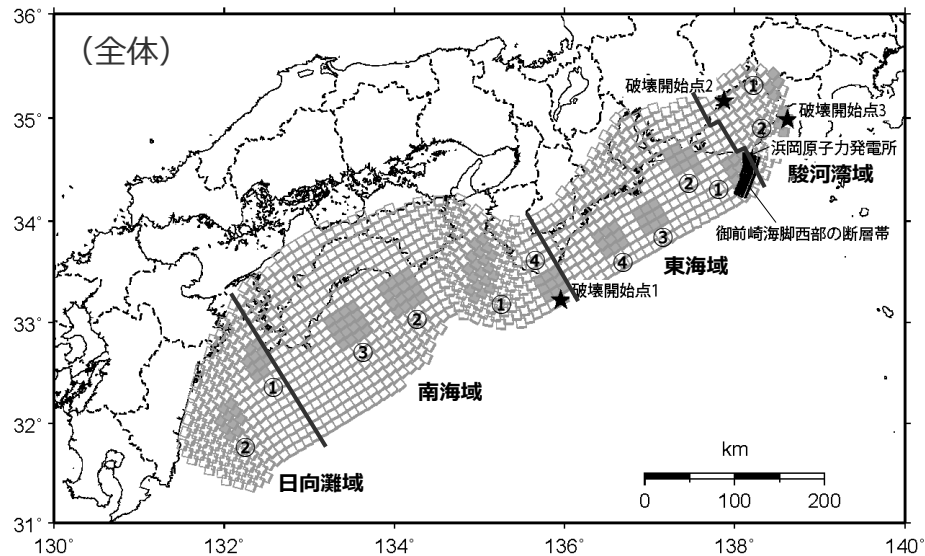 36°
（全体）
破壊開始点2
①
35°
破壊開始点3
②
浜岡原子力発電所
駿河湾域
②
①
34°
御前崎海脚西部の断層帯
③
④
④
東海域
破壊開始点1
①
33°
②
③
①
南海域
32°
②
km
日向灘域
0 100 200
31°
130 132 134 136 138 140°